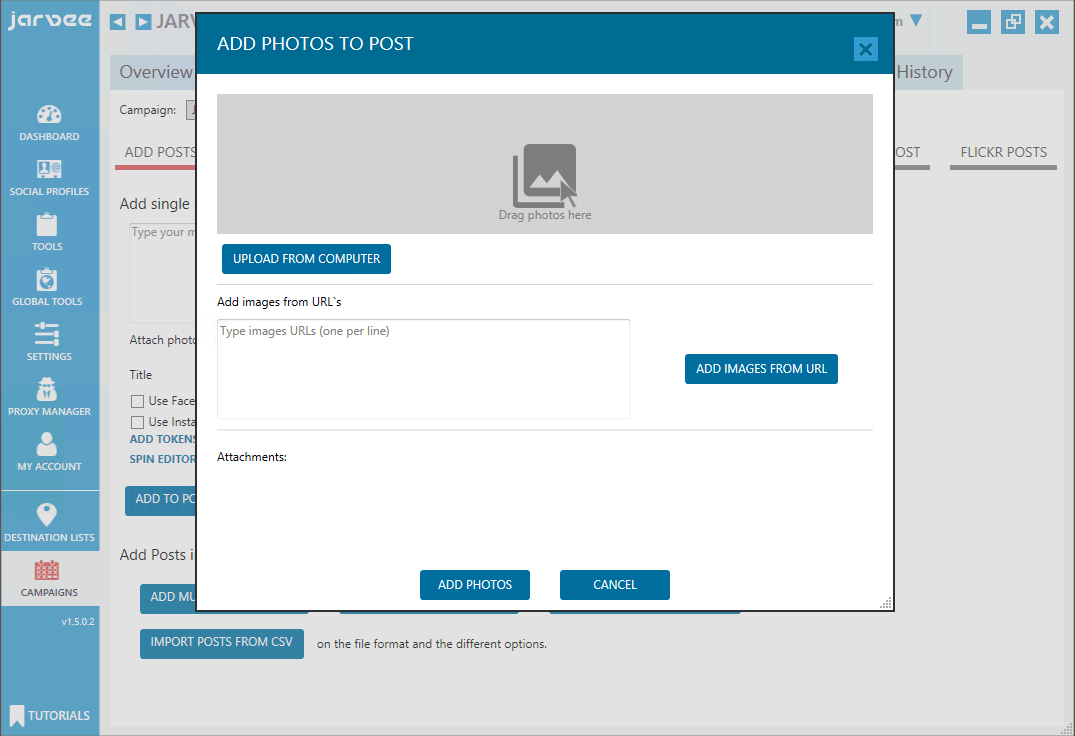 jarvee
JARV
m
ADD PHOTOS TO POST
Overview
History
Campaign: J
DASHBOARD
ADD POSTS
OST
FLICKR POSTS
SOCIAL PROFILES
Add single
Drag photos here
Type your m
TOOLS
UPLOAD FROM COMPUTER
GLOBAL TOOLS
Add images from URL`s
Type images URLs (one per line)
Attach photo
SETTINGS
ADD IMAGES FROM URL
Title
Use Face
PROXY MANAGER
Use Insta
ADD TOKENS
SPIN EDITOR
Attachments:
MY ACCOUNT
ADD TO PO
DESTINATION LISTS
Add Posts i
ADD PHOTOS
CANCEL
CAMPAIGNS
ADD MU
v1.5.0.2
IMPORT POSTS FROM CSV
on the file format and the different options.
TUTORIALS